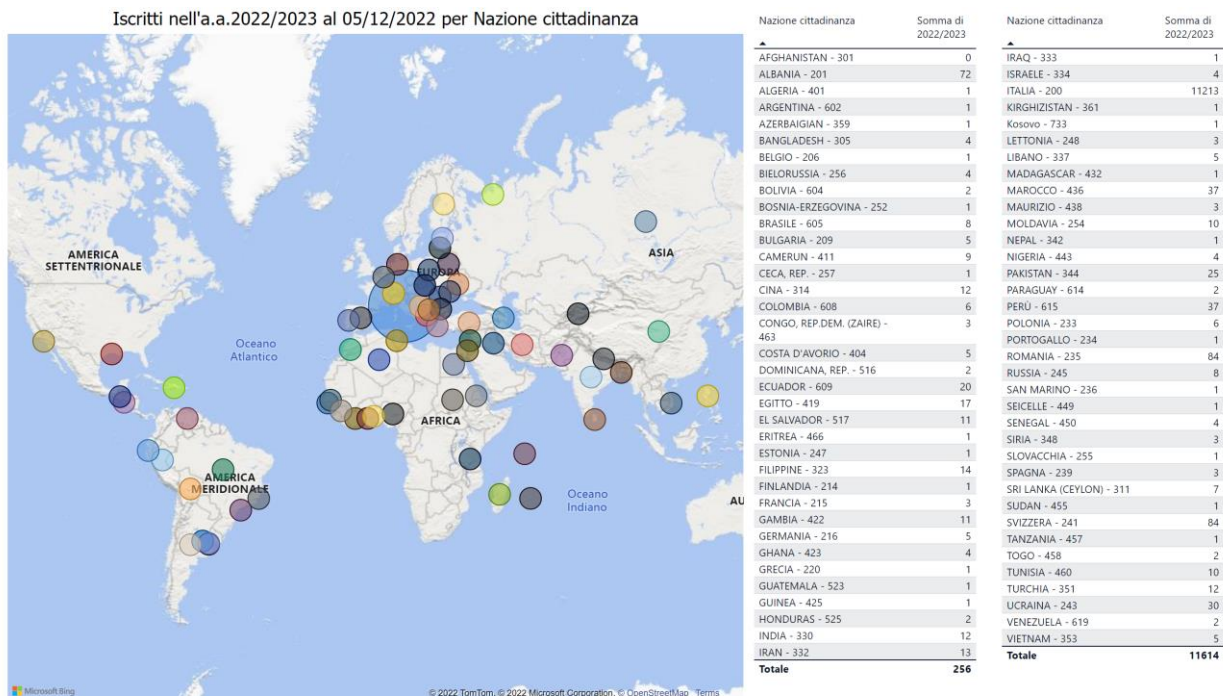 Iscritti nell'a.a.2022/2023 al 05/12/2022 per Nazione cittadinanza
AMERICA
SETTENTRIONALE
Oceano
Atlantico
EUROPA
ASIA
AFRICA
AMERICA
MERIDIONALE
Oceano
Indiano
AU
Microsoft Bing
© 2022 TomTom, © 2022 Microsoft Corporation, © OpenStreetMap Terms
Nazione cittadinanza Somma di
2022/2023
AFGHANISTAN - 301 0
ALBANIA - 201 72
ALGERIA - 401 1
ARGENTINA - 602 1
AZERBAIGIAN - 359 1
BANGLADESH - 305 4
BELGIO - 206 1
BIELORUSSIA - 256 4
BOLIVIA - 604 2
BOSNIA-ERZEGOVINA - 252 1
BRASILE - 605 8
BULGARIA - 209 5
CAMERUN - 411 9
CECA, REP. - 257 1
CINA - 314 12
COLOMBIA - 608 6
CONGO, REP.DEM. (ZAIRE) - 3
463
COSTA D'AVORIO - 404 5
DOMINICANA, REP. - 516 2
ECUADOR - 609 20
EGITTO - 419 17
EL SALVADOR - 517 11
ERITREA - 466 1
ESTONIA - 247 1
FILIPPINE - 323 14
FINLANDIA - 214 1
FRANCIA - 215 3
GAMBIA - 422 11
GERMANIA - 216 5
GHANA - 423 4
GRECIA - 220 1
GUATEMALA - 523 1
GUINEA - 425 1
HONDURAS - 525 2
INDIA - 330 12
IRAN - 332 13
Totale 256
Nazione cittadinanza Somma di
2022/2023
IRAQ - 333 1
ISRAELE - 334 4
ITALIA - 200 11213
KIRGHIZISTAN - 361 1
Kosovo - 733 1
LETTONIA - 248 3
LIBANO - 337 5
MADAGASCAR - 432 1
MAROCCO - 436 37
MAURIZIO - 438 3
MOLDAVIA - 254 10
NEPAL - 342 1
NIGERIA - 443 4
PAKISTAN - 344 25
PARAGUAY - 614 2
PERÙ - 615 37
POLONIA - 233 6
PORTOGALLO - 234 1
ROMANIA - 235 84
RUSSIA - 245 8
SAN MARINO - 236 1
SEICELLE - 449 1
SENEGAL - 450 4
SIRIA - 348 3
SLOVACCHIA - 255 1
SPAGNA - 239 3
SRI LANKA (CEYLON) - 311 7
SUDAN - 455 1
SVIZZERA - 241 84
TANZANIA - 457 1
TOGO - 458 2
TUNISIA - 460 10
TURCHIA - 351 12
UCRAINA - 243 30
VENEZUELA - 619 2
VIETNAM - 353 5
Totale 11614